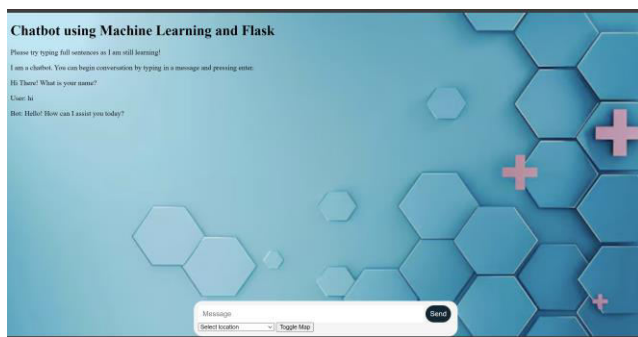 Chatbot using Machine Learning and Flask
Please try typing full sentences as I am still learning!
I am a chatbot. You can begin conversation by typing in a message and pressing enter.
Hi There! What is your name?
User: hi
Bot: Hello! How can I assist you today?
Message
Send
Select location
Toggle Map